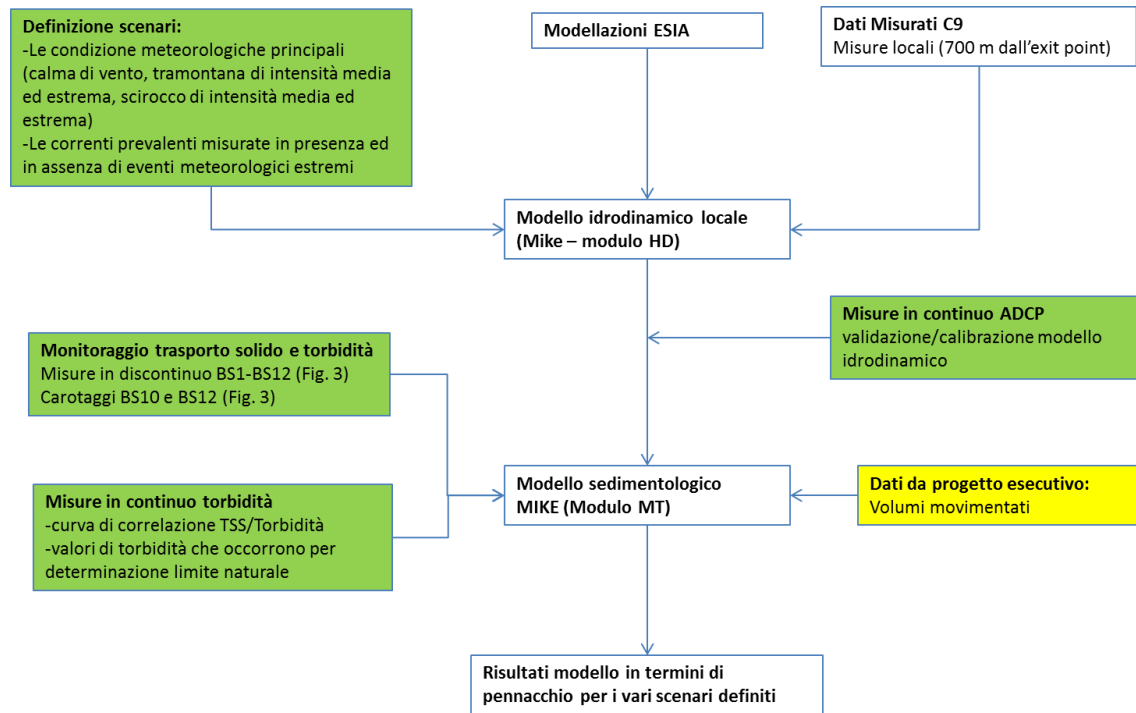 Definizione scenari:
-Le condizione meteorologiche principali
(calma di vento, tramontana di intensità media
ed estrema, scirocco di intensità media ed
estrema)
-Le correnti prevalenti misurate in presenza ed
in assenza di eventi meteorologici estremi
Modellazioni ESIA
Dati Misurati C9
Misure locali (700 m dall’exit point)
Modello idrodinamico locale
(Mike – modulo HD)
Misure in continuo ADCP
validazione/calibrazione modello
idrodinamico
Monitoraggio trasporto solido e torbidità
Misure in discontinuo BS1-BS12 (Fig. 3)
Carotaggi BS10 e BS12 (Fig. 3)
Misure in continuo torbidità
-curva di correlazione TSS/Torbidità
-valori di torbidità che occorrono per
determinazione limite naturale
Modello sedimentologico
MIKE (Modulo MT)
Dati da progetto esecutivo:
Volumi movimentati
Risultati modello in termini di
pennacchio per i vari scenari definiti